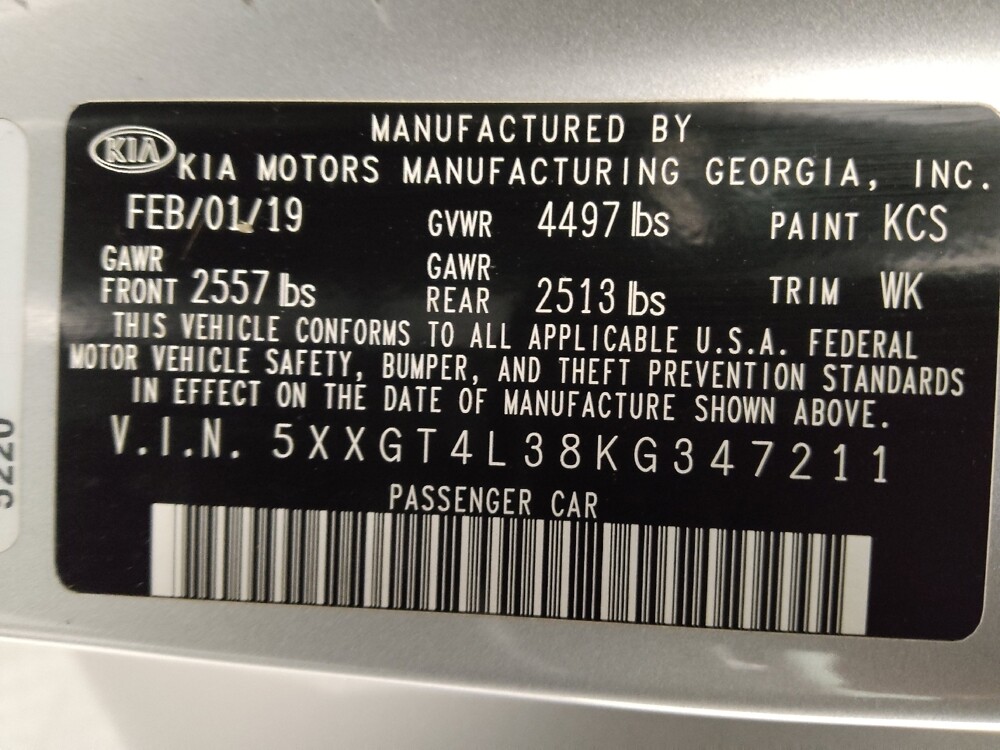 KIA
MANUFACTURED BY
KIA MOTORS MANUFACTURING GEORGIA, INC.
FEB/01/19 GVWR 4497 lbs PAINT KCS
GAWR FRONT 2557 lbs GAWR REAR 2513 lbs TRIM WK
THIS VEHICLE CONFORMS TO ALL APPLICABLE U.S.A. FEDERAL
MOTOR VEHICLE SAFETY, BUMPER, AND THEFT PREVENTION STANDARDS
IN EFFECT ON THE DATE OF MANUFACTURE SHOWN ABOVE.
V.I.N. 5XXGT4L38KG347211
PASSENGER CAR